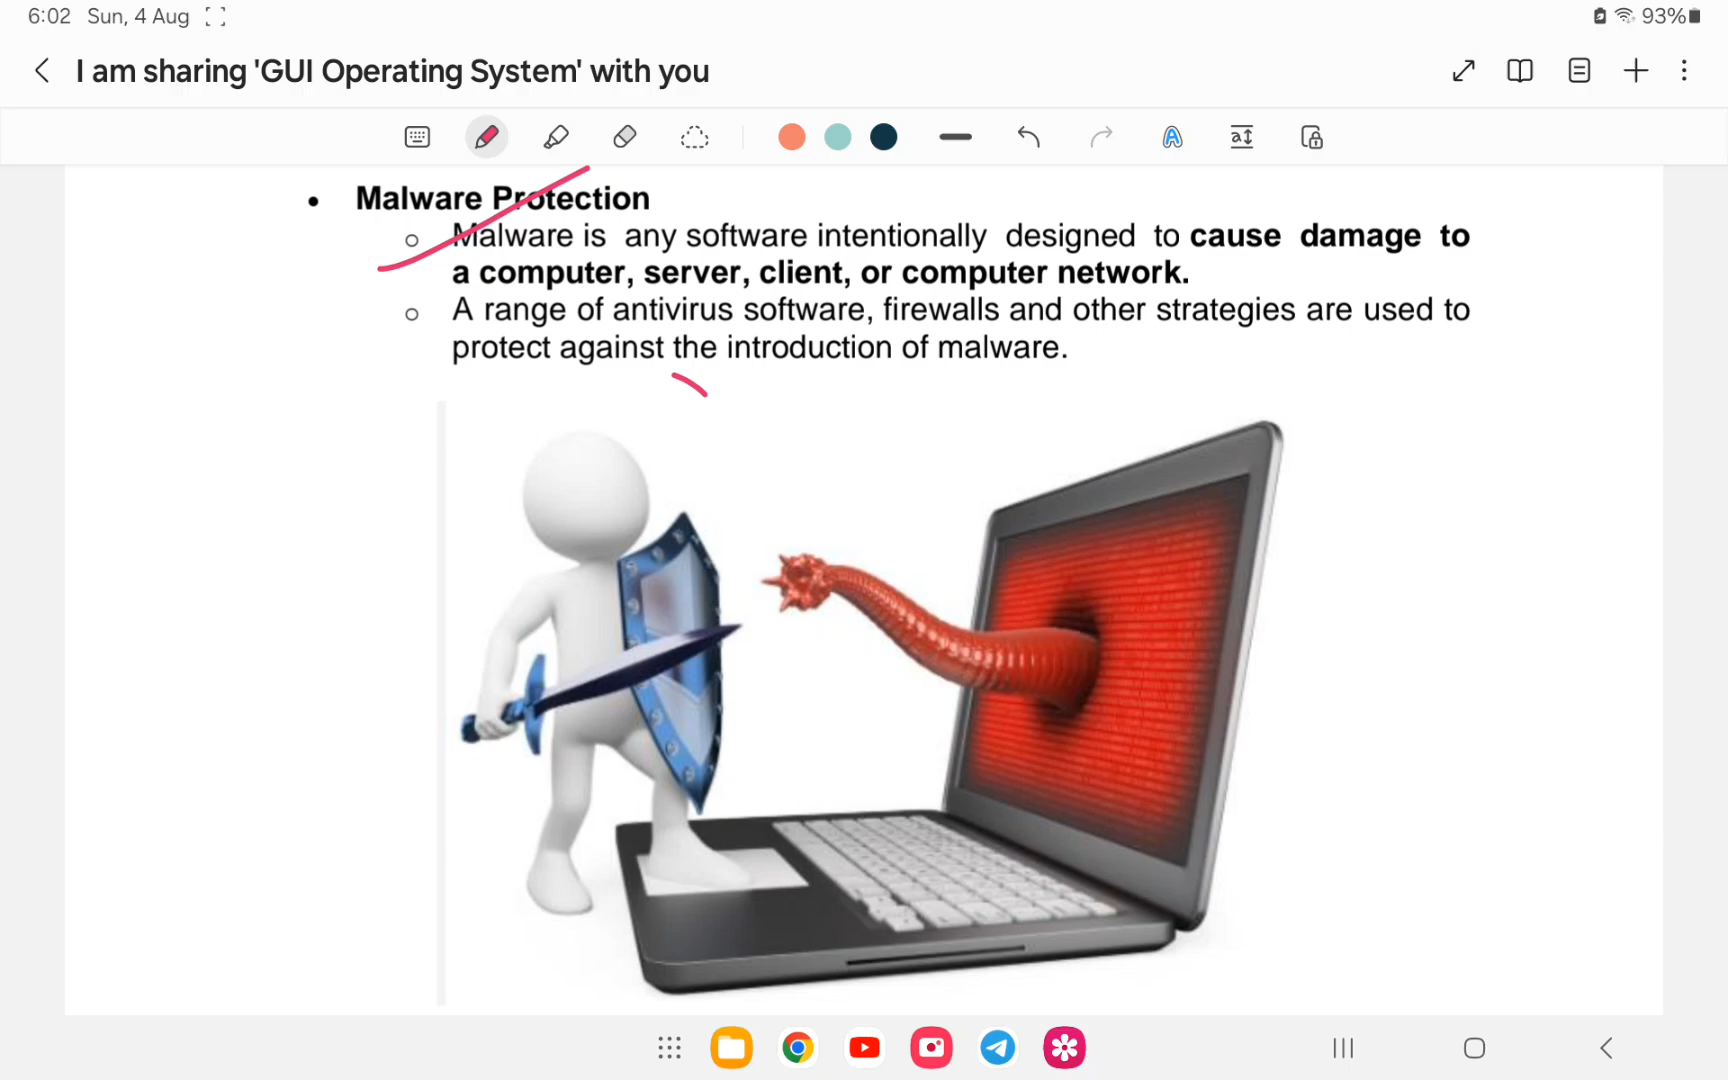 6:02 Sun, 4 Aug 93%
I am sharing 'GUI Operating System' with you
• Malware Protection
o Malware is any software intentionally designed to cause damage to
a computer, server, client, or computer network.
o A range of antivirus software, firewalls and other strategies are used to
protect against the introduction of malware.